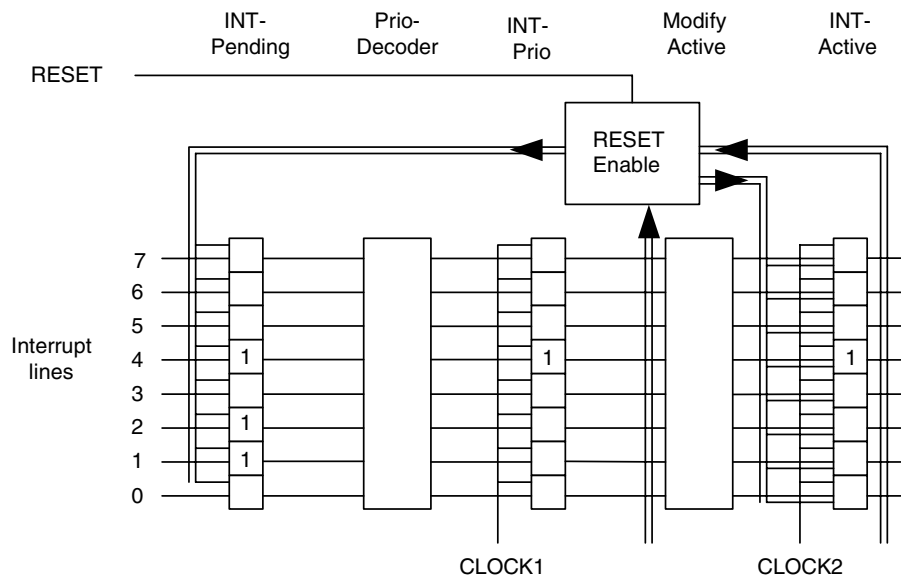 INT-
Pending
Prio-
Decoder
INT-
Prio
Modify
Active
INT-
Active
RESET
RESET
Enable
7
6
5
Interrupt
lines
4
1
1
1
3
2
1
1
1
0
CLOCK1
CLOCK2